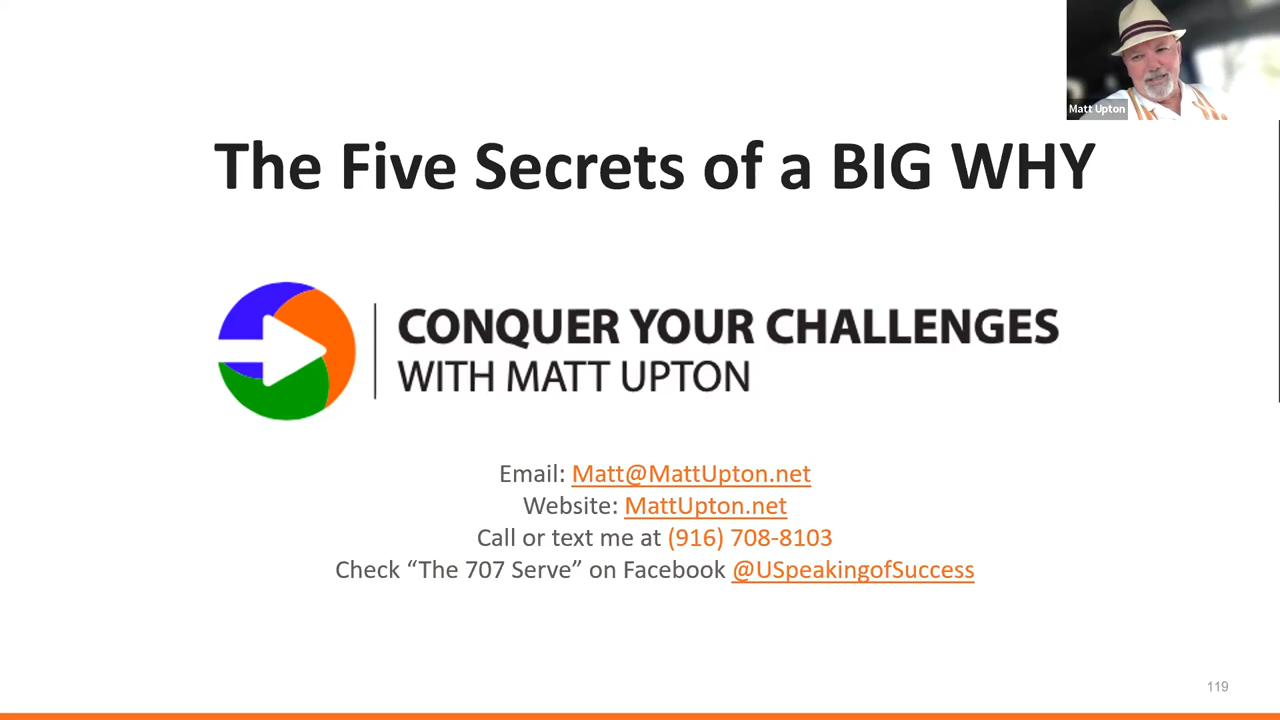 Matt Upton
The Five Secrets of a BIG WHY
CONQUER YOUR CHALLENGES
WITH MATT UPTON
Email: Matt@MattUpton.net
Website: MattUpton.net
Call or text me at (916) 708-8103
Check “The 707 Serve” on Facebook @USpeakingofSuccess
119